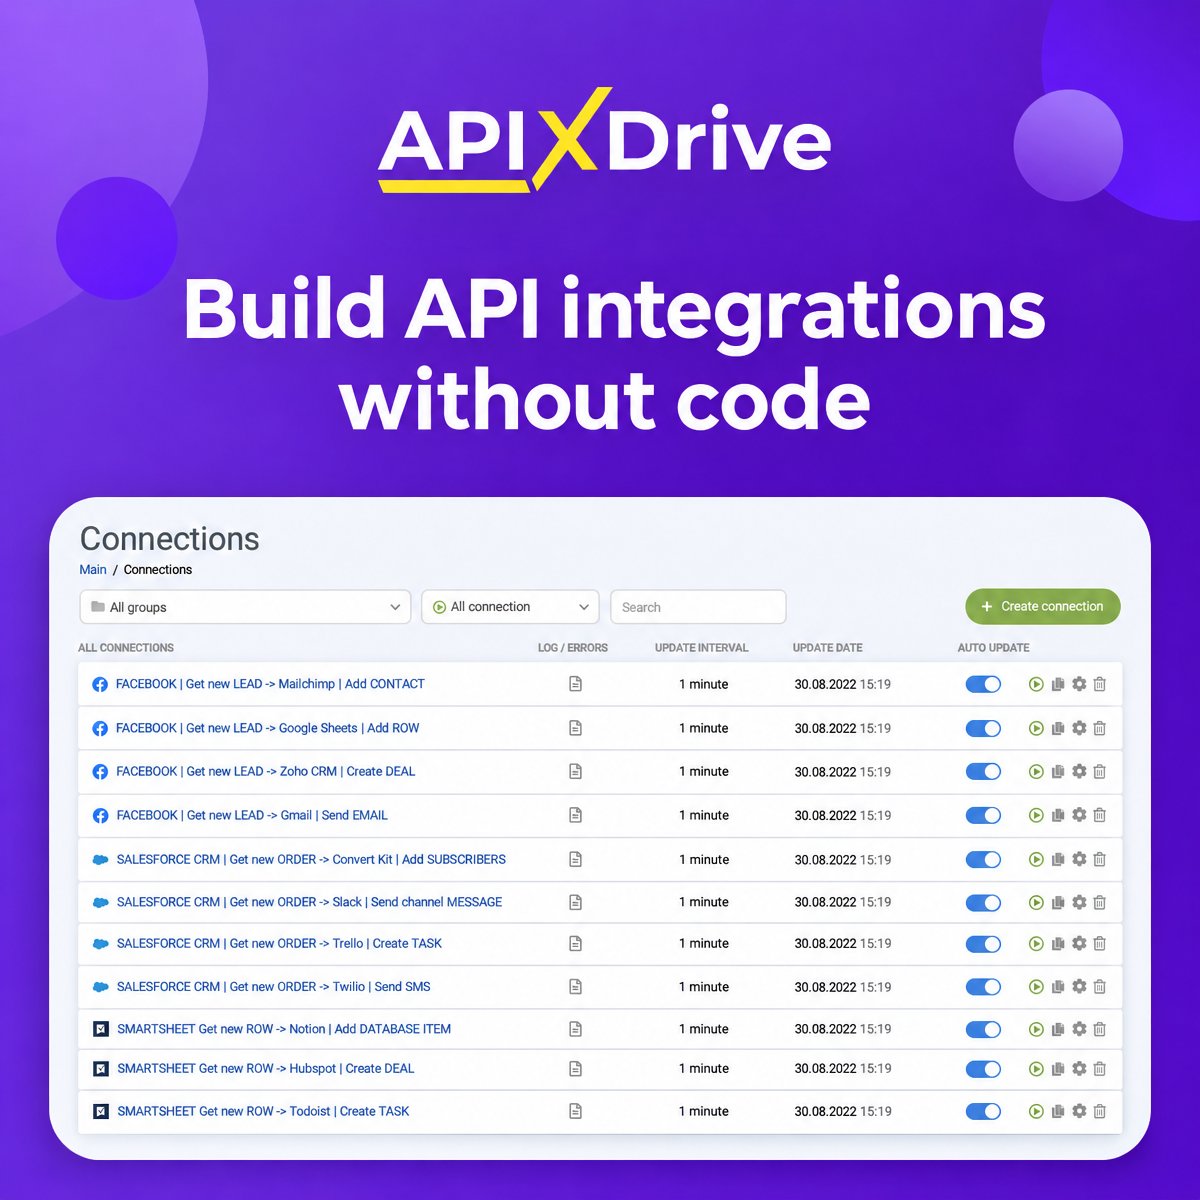 APIXDrive
Build API integrations
without code
Connections
Main / Connections
All groups All connection Search + Create connection
ALL CONNECTIONS LOG / ERRORS UPDATE INTERVAL UPDATE DATE AUTO UPDATE
FACEBOOK | Get new LEAD -> Mailchimp | Add CONTACT 1 minute 30.08.2022 15:19
FACEBOOK | Get new LEAD -> Google Sheets | Add ROW 1 minute 30.08.2022 15:19
FACEBOOK | Get new LEAD -> Zoho CRM | Create DEAL 1 minute 30.08.2022 15:19
FACEBOOK | Get new LEAD -> Gmail | Send EMAIL 1 minute 30.08.2022 15:19
SALESFORCE CRM | Get new ORDER -> Convert Kit | Add SUBSCRIBERS 1 minute 30.08.2022 15:19
SALESFORCE CRM | Get new ORDER -> Slack | Send channel MESSAGE 1 minute 30.08.2022 15:19
SALESFORCE CRM | Get new ORDER -> Trello | Create TASK 1 minute 30.08.2022 15:19
SALESFORCE CRM | Get new ORDER -> Twilio | Send SMS 1 minute 30.08.2022 15:19
SMARTSHEET Get new ROW -> Notion | Add DATABASE ITEM 1 minute 30.08.2022 15:19
SMARTSHEET Get new ROW -> Hubspot | Create DEAL 1 minute 30.08.2022 15:19
SMARTSHEET Get new ROW -> Todoist | Create TASK 1 minute 30.08.2022 15:19